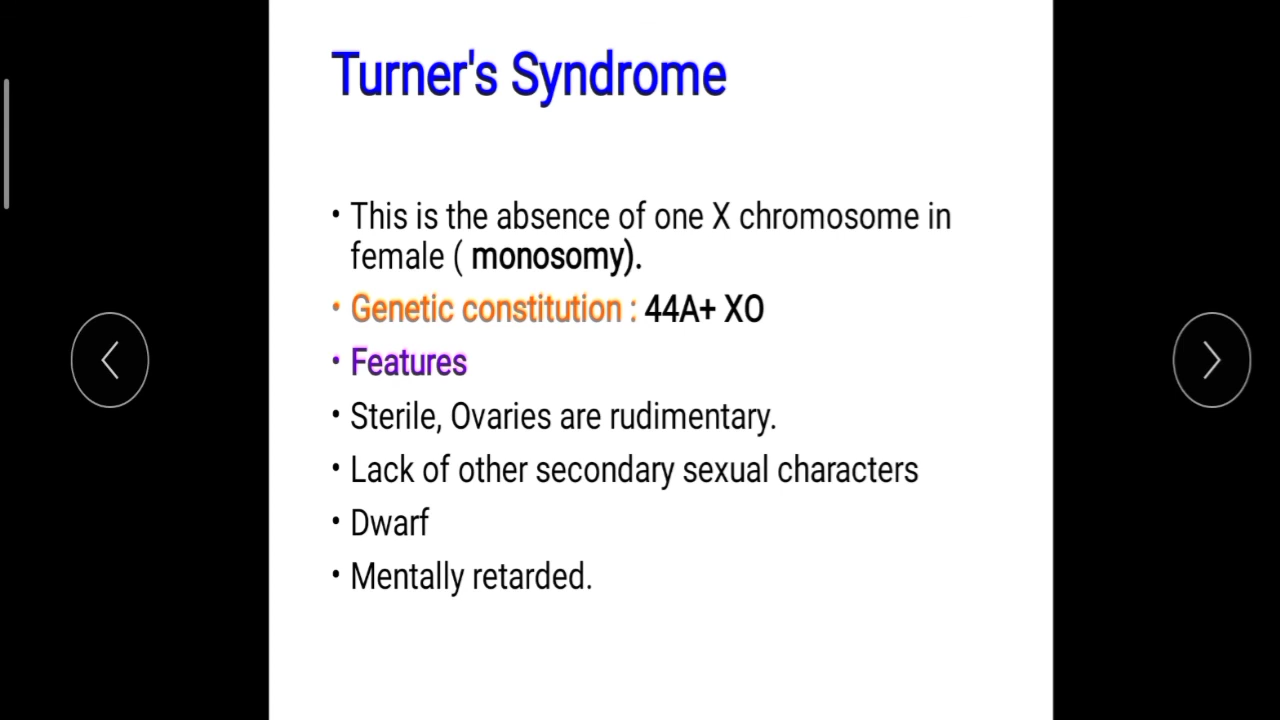 Turner's Syndrome
• This is the absence of one X chromosome in
female ( monosomy).
• Genetic constitution : 44A+ XO
• Features
• Sterile, Ovaries are rudimentary.
• Lack of other secondary sexual characters
• Dwarf
• Mentally retarded.